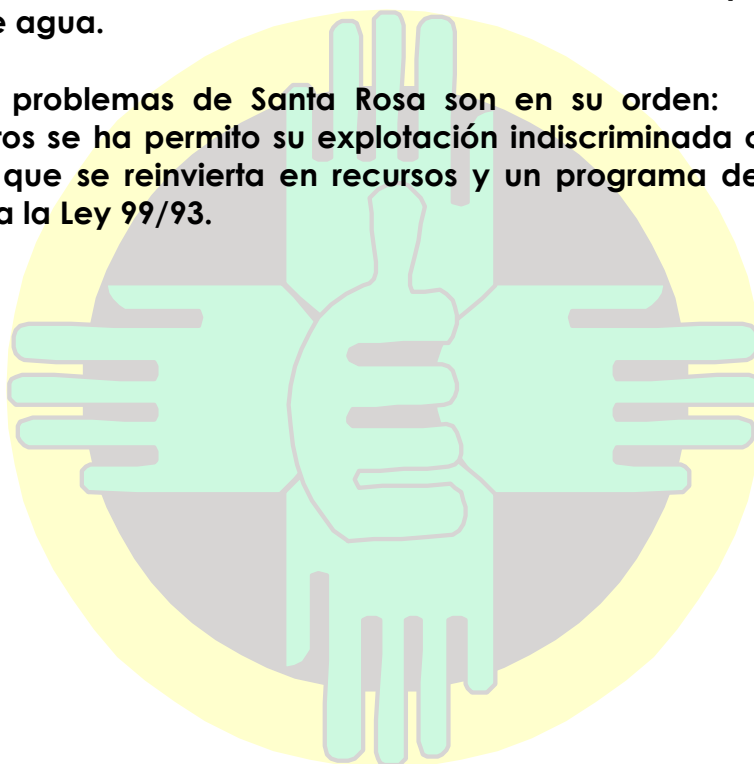 e agua.
problemas de Santa Rosa son en su orden:
ros se ha permito su explotación indiscriminada
que se reinvierta en recursos y un programa de
a la Ley 99/93.